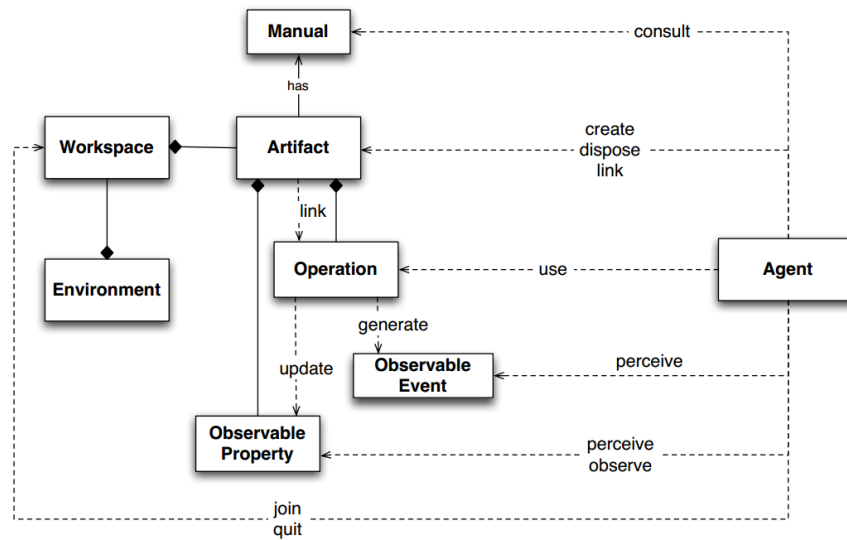 Manual
consult
has
Workspace
Artifact
create
dispose
link
link
Environment
Operation
use
Agent
generate
Observable
Event
perceive
update
Observable
Property
perceive
observe
join
quit